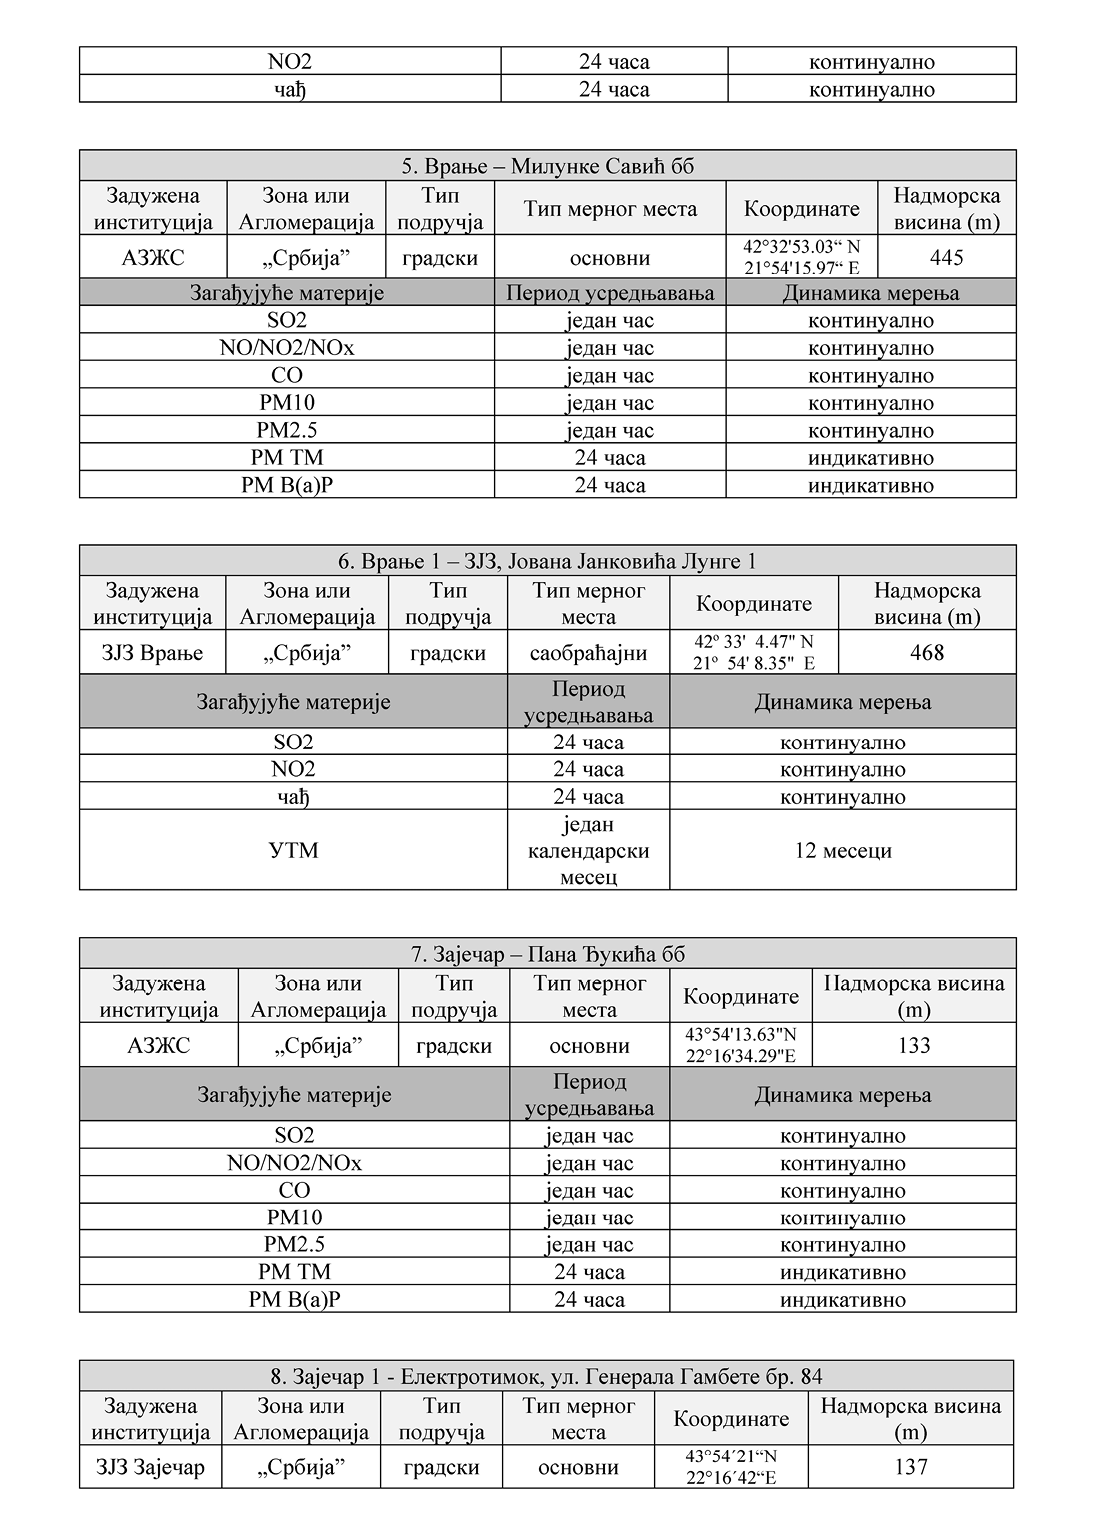 NO2 24 часа континуално
чађ 24 часа континуално
5. Врање – Милунке Савић бб
Задужена институција Зона или Агломерација Тип подручја Тип мерног места Координате Надморска висина (m)
АЗЖС „Србија” градски основни 42°32'53.03“ N 21°54'15.97“ E 445
Загађујуће материје Период усредњавања Динамика мерења
SO2 један час континуално
NO/NO2/NOx један час континуално
CO један час континуално
PM10 један час континуално
PM2.5 један час континуално
PM TM 24 часа индикативно
PM B(a)P 24 часа индикативно
6. Врање 1 – ЗЈЗ, Јована Јанковића Лунге 1
Задужена институција Зона или Агломерација Тип подручја Тип мерног места Координате Надморска висина (m)
ЗЈЗ Врање „Србија” градски саобраћајни 42º 33' 4.47" N 21º 54' 8.35" E 468
Загађујуће материје Период усредњавања Динамика мерења
SO2 24 часа континуално
NO2 24 часа континуално
чађ 24 часа континуално
УТМ један календарски месец 12 месеци
7. Зајечар – Пана Ђукића бб
Задужена институција Зона или Агломерација Тип подручја Тип мерног места Координате Надморска висина (m)
АЗЖС „Србија” градски основни 43°54'13.63"N 22°16'34.29"E 133
Загађујуће материје Период усредњавања Динамика мерења
SO2 један час континуално
NO/NO2/NOx један час континуално
CO један час континуално
PM10 један час континуално
PM2.5 један час континуално
PM TM 24 часа индикативно
PM B(a)P 24 часа индикативно
8. Зајечар 1 - Електротимок, ул. Генерала Гамбете бр. 84
Задужена институција Зона или Агломерација Тип подручја Тип мерног места Координате Надморска висина (m)
ЗЈЗ Зајечар „Србија” градски основни 43°54´21“N 22°16´42“E 137